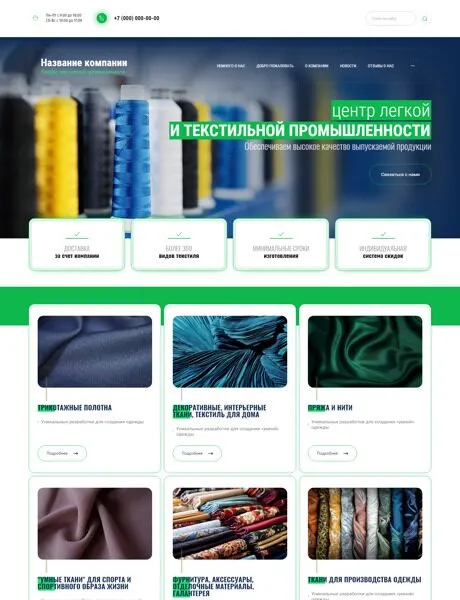 Пн-Пт с 9:00 до 18:00
Сб-Вс с 10:00 до 17:00
+7 (000) 000-00-00
Название компании
НЕМНОГО О НАС
ДОБРО ПОЖАЛОВАТЬ
О КОМПАНИИ
НОВОСТИ
ОТЗЫВЫ О НАС
центр легкой
И ТЕКСТИЛЬНОЙ ПРОМЫШЛЕННОСТИ
Обеспечиваем высокое качество выпускаемой продукции
Связаться с нами
ДОСТАВКА
за счет компании
БОЛЕЕ 300
видов текстиля
МИНИМАЛЬНЫЕ СРОКИ
изготовления
ИНДИВИДУАЛЬНАЯ
система скидок
ТРИКОТАЖНЫЕ ПОЛОТНА
Уникальные разработки для создания одежды
Подробнее →
ДЕКОРАТИВНЫЕ, ИНТЕРЬЕРНЫЕ
ТКАНИ, ТЕКСТИЛЬ ДЛЯ ДОМА
Уникальные разработки для создания одежды
Подробнее →
ПРЯЖА И НИТИ
Уникальные разработки для создания
одежды
Подробнее →
"УМНЫЕ ТКАНИ" ДЛЯ СПОРТА И
СПОРТИВНОГО ОБРАЗА ЖИЗНИ
ФУРНИТУРА, АКСЕССУАРЫ,
ОТДЕЛОЧНЫЕ МАТЕРИАЛЫ,
ГАЛАНТЕРЕЯ
ТКАНИ ДЛЯ ПРОИЗВОДСТВА ОДЕЖДЫ